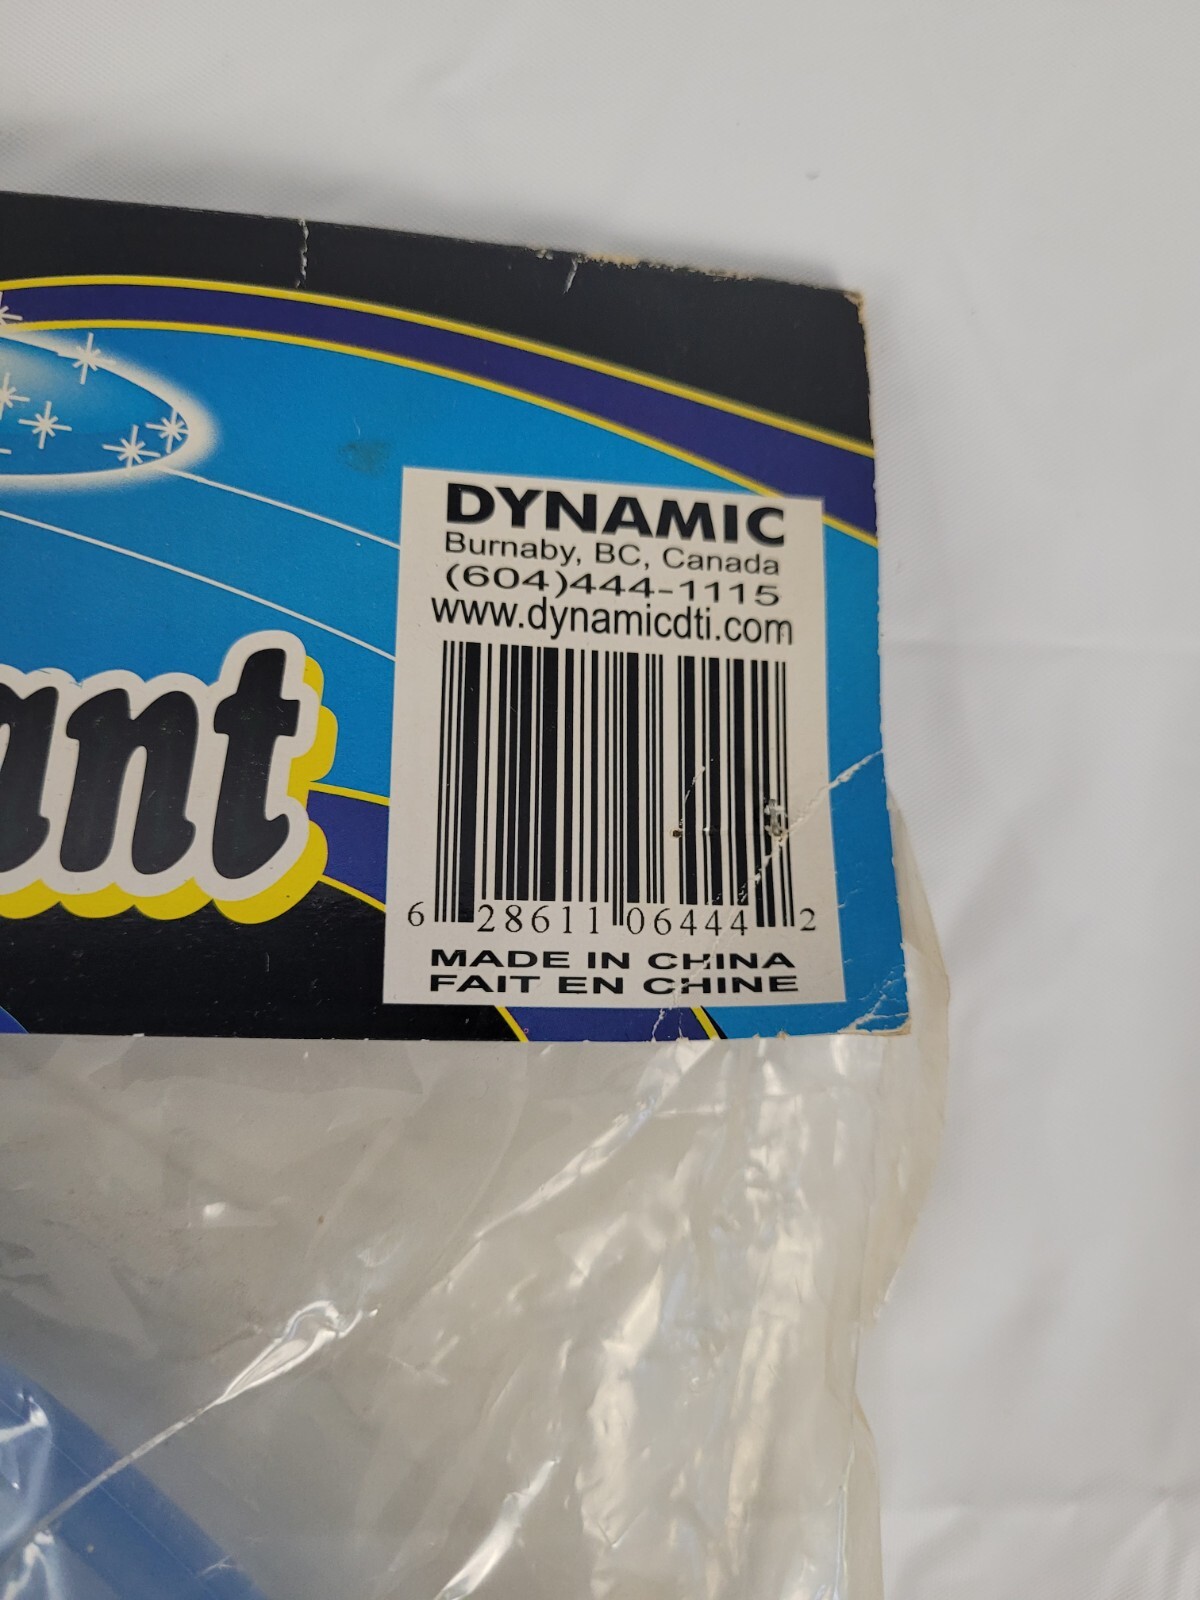 DYNAMIC
Burnaby, BC, Canada
(604)444-1115
www.dynamicdti.com
ant
6 28611 06444 2
MADE IN CHINA
FAIT EN CHINE